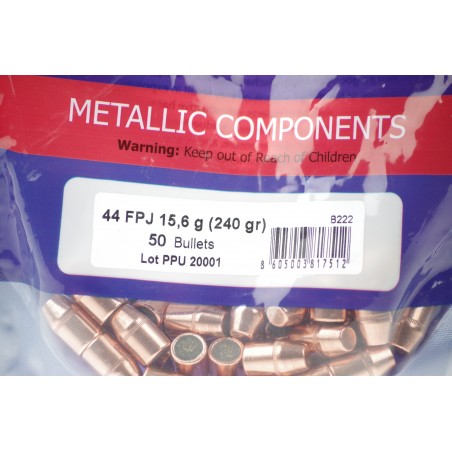 METALLIC COMPONENTS
Warning: Keep out of Reach of Children
44 FPJ 15,6 g (240 gr)
B222
50 Bullets
Lot PPU 20001
8 605003 817512